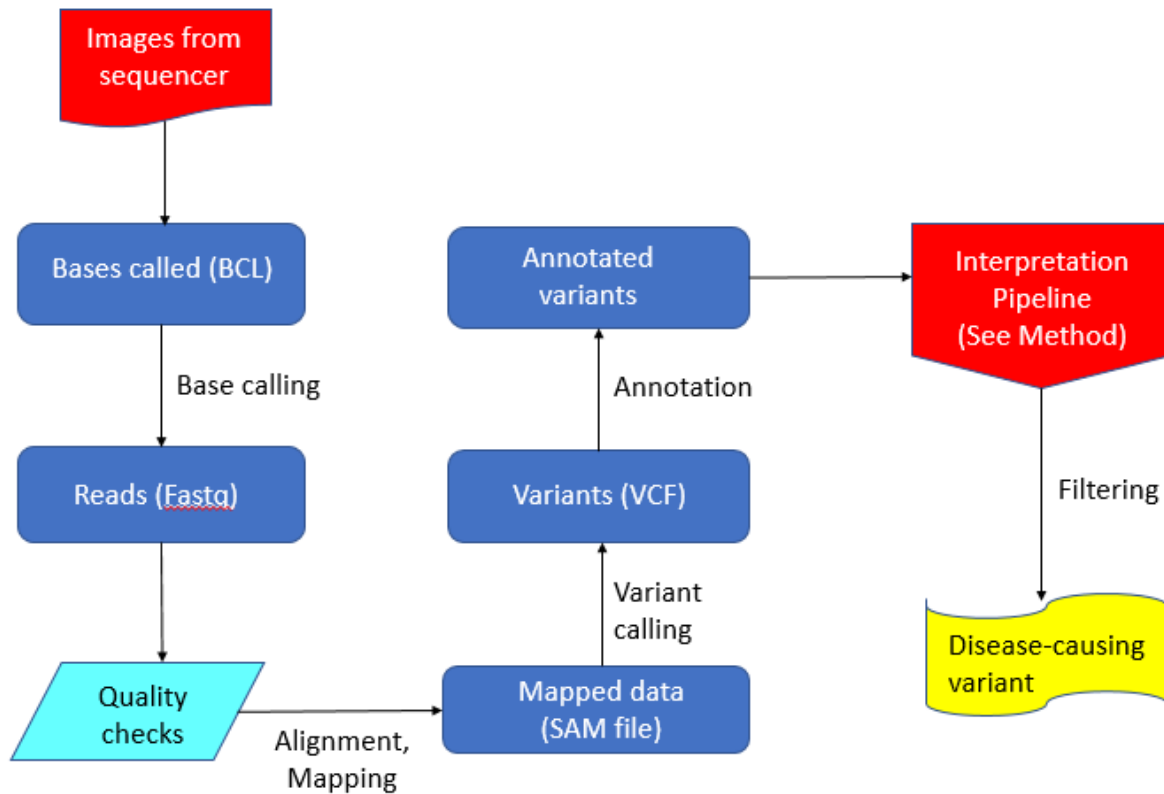 Images from
sequencer
Bases called (BCL)
Base calling
Reads (Fastq)
Quality
checks
Alignment,
Mapping
Mapped data
(SAM file)
Variant
calling
Variants (VCF)
Annotation
Annotated
variants
Interpretation
Pipeline
(See Method)
Filtering
Disease-causing
variant